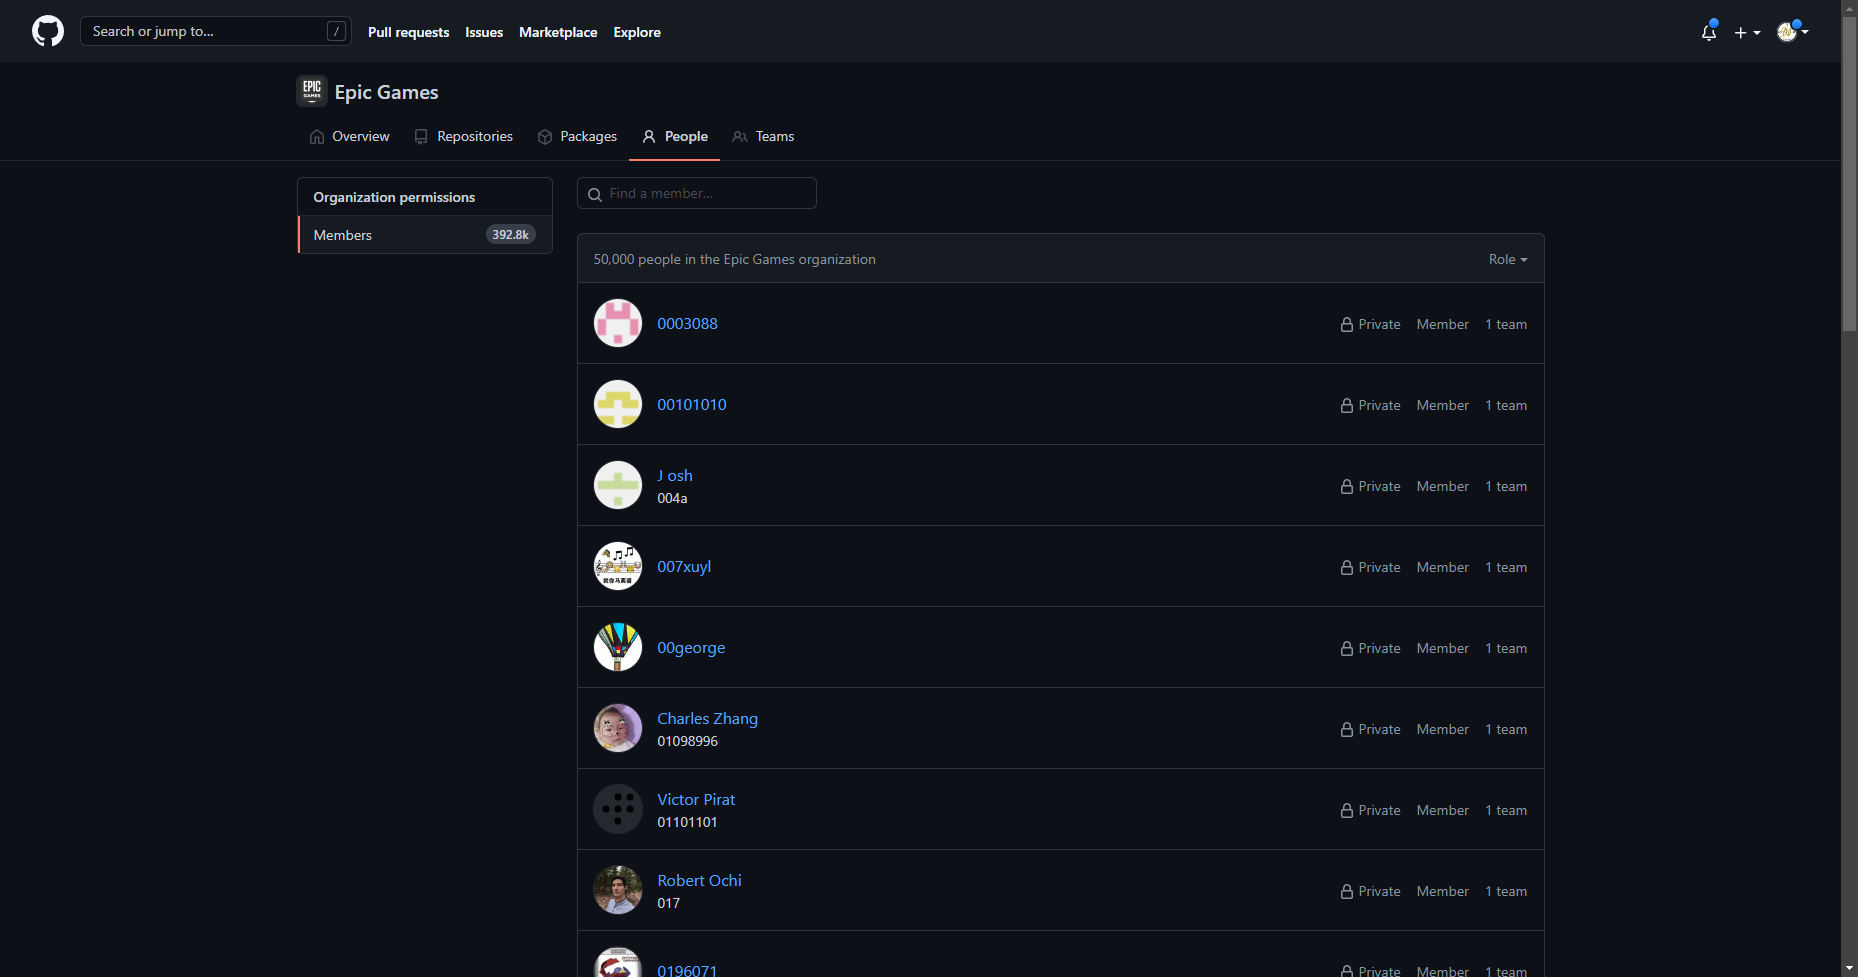 Search or jump to...
/
Pull requests
Issues
Marketplace
Explore
EPIC
GAMES
Epic Games
Overview
Repositories
Packages
People
Teams
Organization permissions
Members
392.8k
Find a member...
50,000 people in the Epic Games organization
Role
0003088
Private Member 1 team
00101010
Private Member 1 team
J osh
004a
Private Member 1 team
007xuyl
Private Member 1 team
00george
Private Member 1 team
Charles Zhang
01098996
Private Member 1 team
Victor Pirat
01101101
Private Member 1 team
Robert Ochi
017
Private Member 1 team
0196071
Private Member 1 team